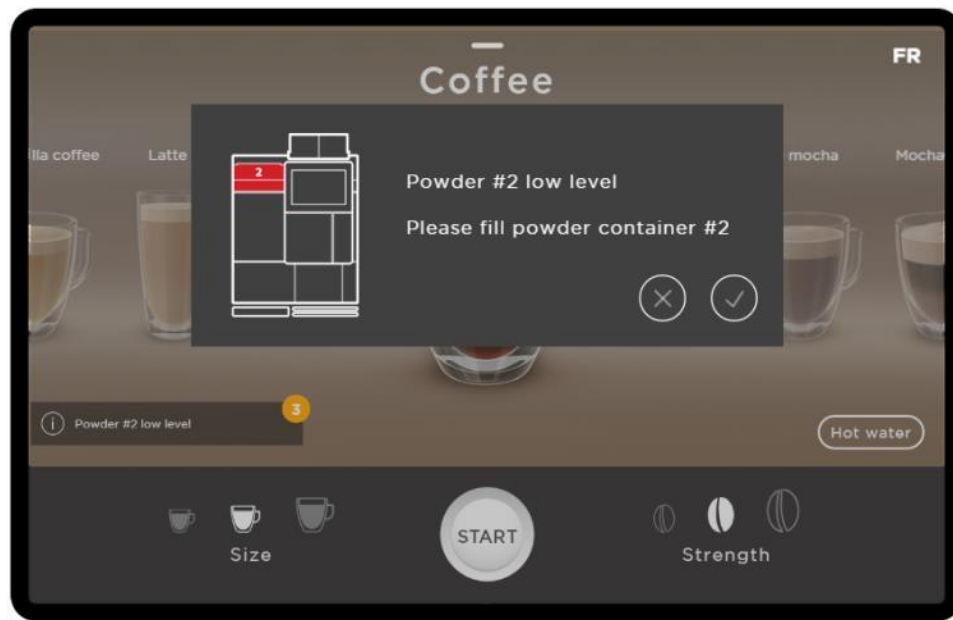 FR
Coffee
lla coffee
Latte
mocha
Mocha
2
Powder #2 low level
Please fill powder container #2
3
Powder #2 low level
Hot water
START
Size
Strength